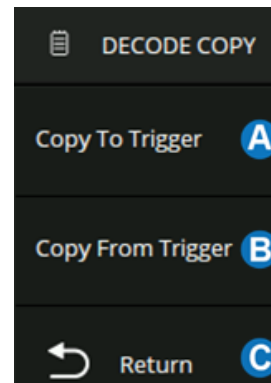 DECODE COPY
Copy To Trigger A
Copy From Trigger B
Return C